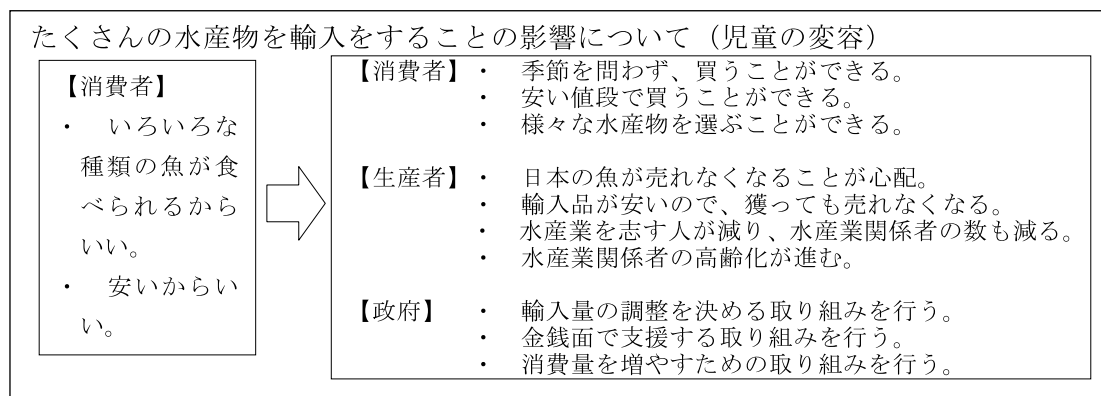 たくさんの水産物を輸入をすることの影響について（児童の変容）
【消費者】
・　いろいろな
種類の魚が食
べられるから
いい。
・　安いからい
い。
【消費者】・　季節を問わず、買うことができる。
・　安い値段で買うことができる。
・　様々な水産物を選ぶことができる。
【生産者】・　日本の魚が売れなくなることが心配。
・　輸入品が安いので、獲っても売れなくなる。
・　水産業を志す人が減り、水産業関係者の数も減る。
・　水産業関係者の高齢化が進む。
【政府】　・　輸入量の調整を決める取り組みを行う。
・　金銭面で支援する取り組みを行う。
・　消費量を増やすための取り組みを行う。